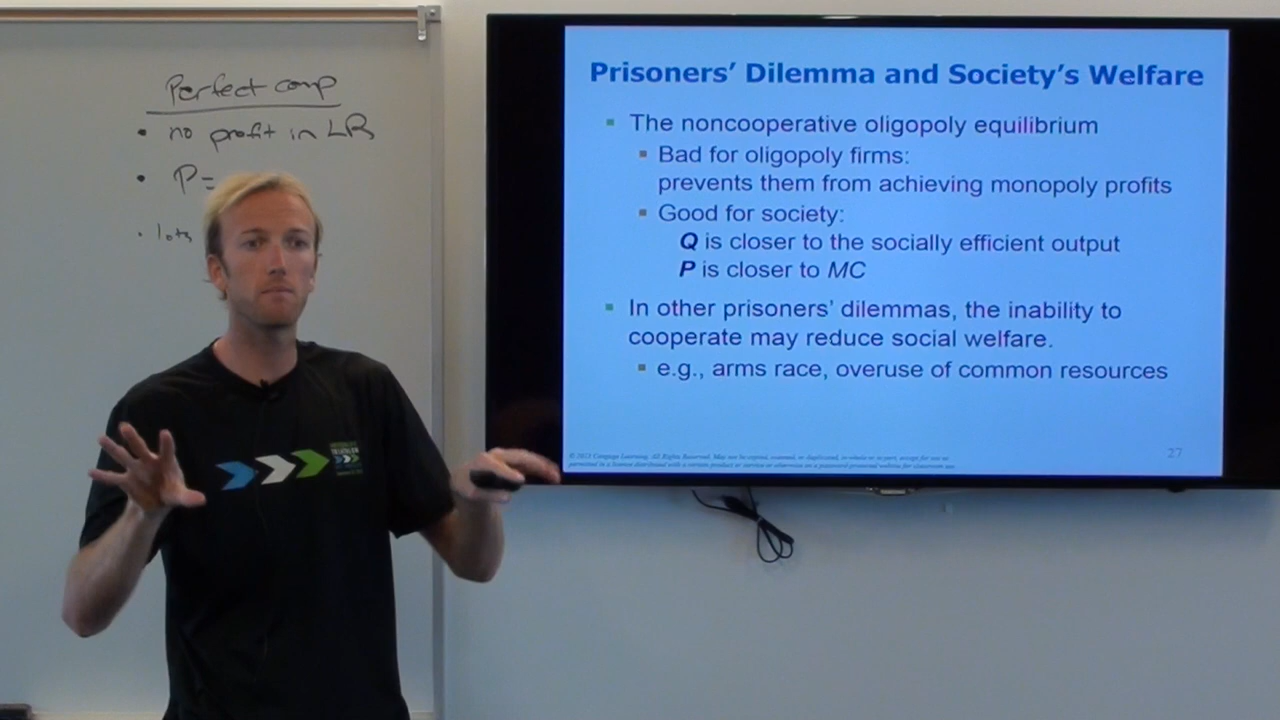 Perfect comp
• no profit in LR
• P=
• lots
Prisoners' Dilemma and Society's Welfare
▪ The noncooperative oligopoly equilibrium
▪ Bad for oligopoly firms:
prevents them from achieving monopoly profits
▪ Good for society:
Q is closer to the socially efficient output
P is closer to MC
▪ In other prisoners' dilemmas, the inability to
cooperate may reduce social welfare.
▪ e.g., arms race, overuse of common resources
27